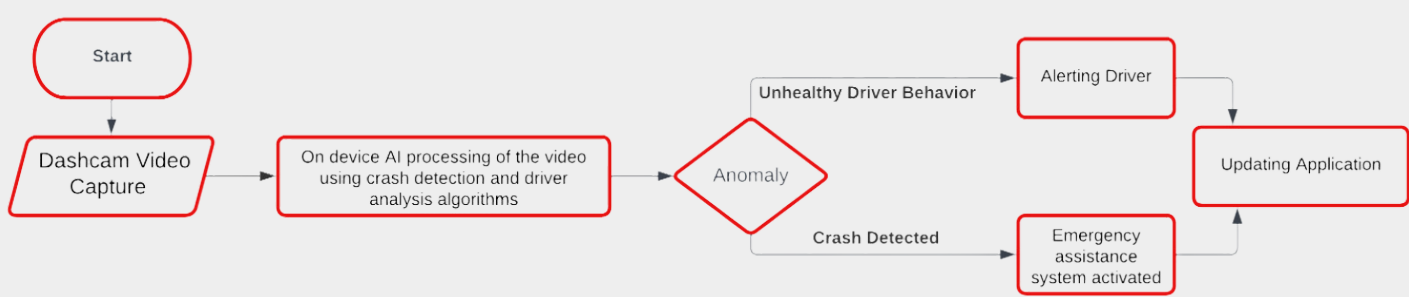 Start
Dashcam Video
Capture
On device AI processing of the video
using crash detection and driver
analysis algorithms
Anomaly
Unhealthy Driver Behavior
Alerting Driver
Crash Detected
Emergency
assistance
system activated
Updating Application